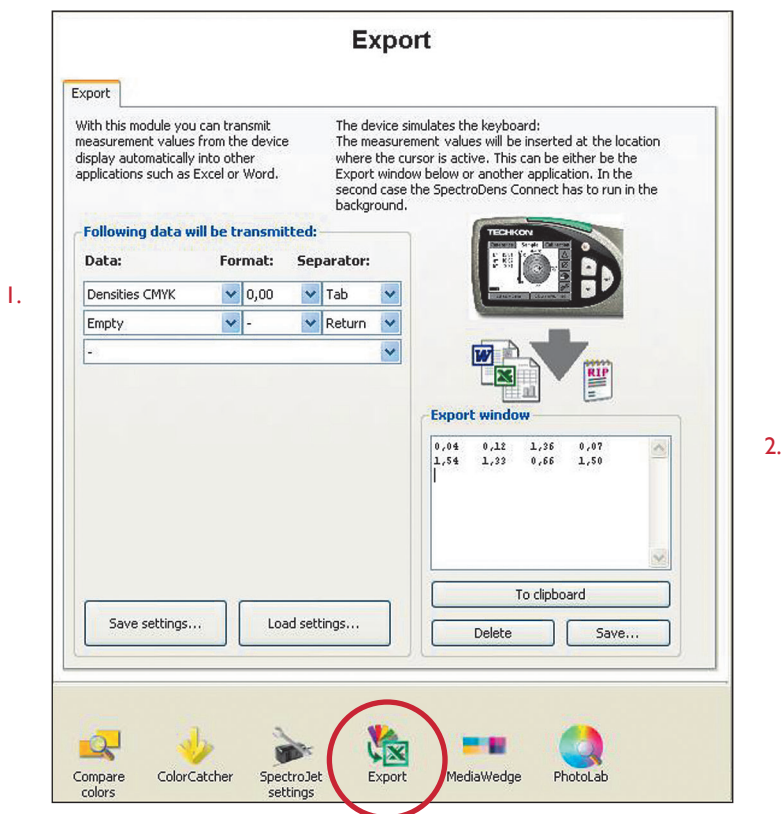 Export
Export
With this module you can transmit
measurement values from the device
display automatically into other
applications such as Excel or Word.
The device simulates the keyboard:
The measurement values will be inserted at the location
where the cursor is active. This can be either be the
Export window below or another application. In the
second case the SpectroDens Connect has to run in the
background.
Following data will be transmitted:
Data: Format: Separator:
1.
Densities CMYK 0,00 Tab
Empty - Return
-
TECHKON
Sample
W
X
RIP
Export window
2.
0,04 0,12 1,36 0,07
1,54 1,33 0,66 1,50
To clipboard
Delete Save...
Save settings... Load settings...
Compare
colors
ColorCatcher
SpectroJet
settings
X
Export
MediaWedge
PhotoLab